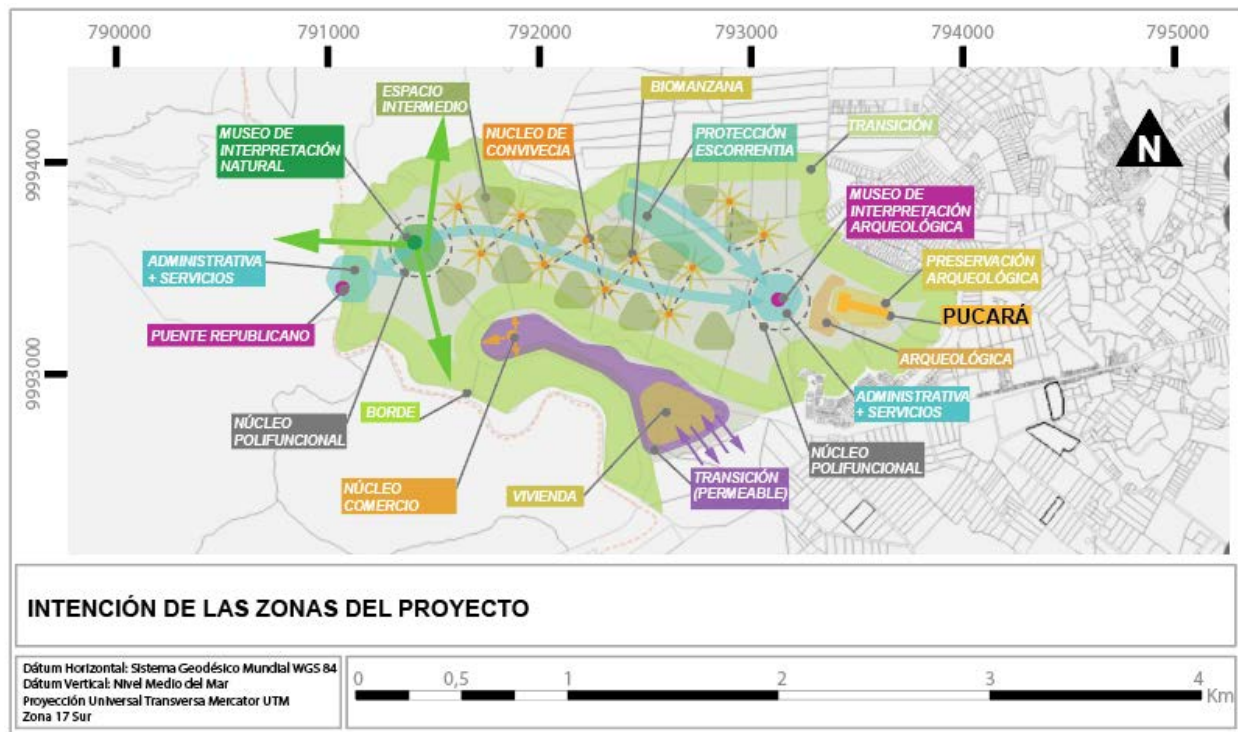 790000
791000
792000
793000
794000
795000
9994000
9993000
ESPACIO
INTERMEDIO
BIOMANZANA
MUSEO DE
INTERPRETACIÓN
NATURAL
NUCLEO DE
CONVIVECIA
PROTECCIÓN
ESCORRENTIA
TRANSICIÓN
N
MUSEO DE
INTERPRETACIÓN
ARQUEOLÓGICA
ADMINISTRATIVA
+ SERVICIOS
PRESERVACIÓN
ARQUEOLÓGICA
PUCARÁ
PUENTE REPUBLICANO
ARQUEOLÓGICA
NÚCLEO
POLIFUNCIONAL
BORDE
ADMINISTRATIVA
+ SERVICIOS
NÚCLEO
COMERCIO
VIVIENDA
TRANSICIÓN
(PERMEABLE)
NÚCLEO
POLIFUNCIONAL
INTENCIÓN DE LAS ZONAS DEL PROYECTO
Dátum Horizontal: Sistema Geodésico Mundial WGS 84
Dátum Vertical: Nivel Medio del Mar
Proyección Universal Transversa Mercator UTM
Zona 17 Sur
0 0,5 1 2 3 4 Km